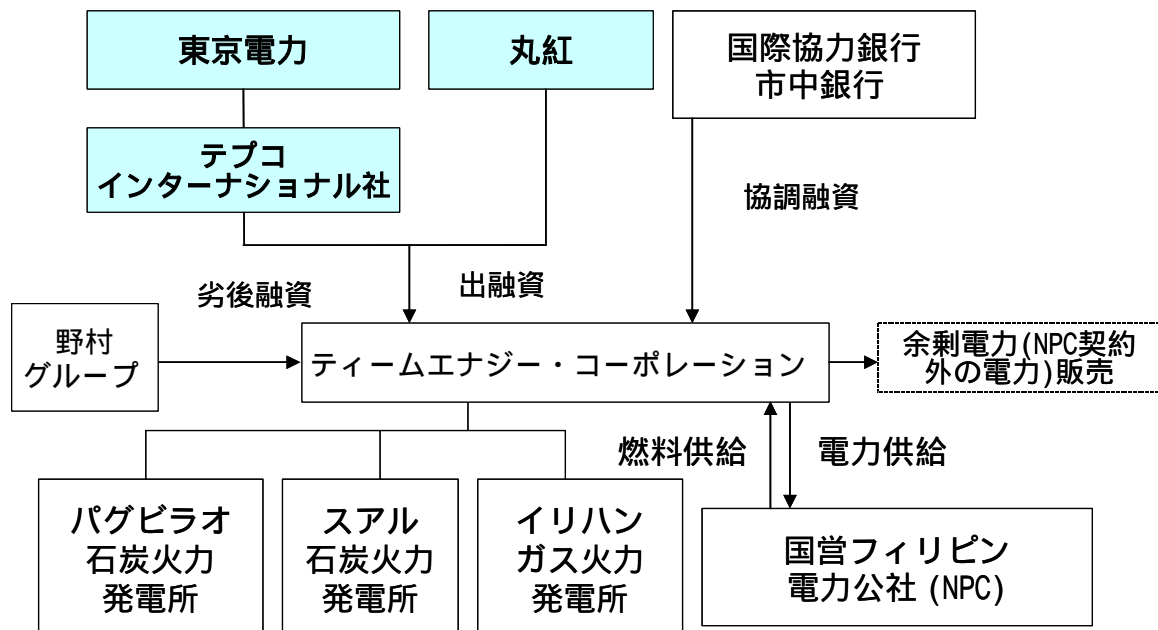 東京電力
丸紅
国際協力銀行
市中銀行
テプコ
インターナショナル社
協調融資
劣後融資
出融資
野村
グループ
ティームエナジー・コーポレーション
余剰電力(NPC契約
外の電力)販売
燃料供給
電力供給
パグビラオ
石炭火力
発電所
スアル
石炭火力
発電所
イリハン
ガス火力
発電所
国営フィリピン
電力公社 (NPC)